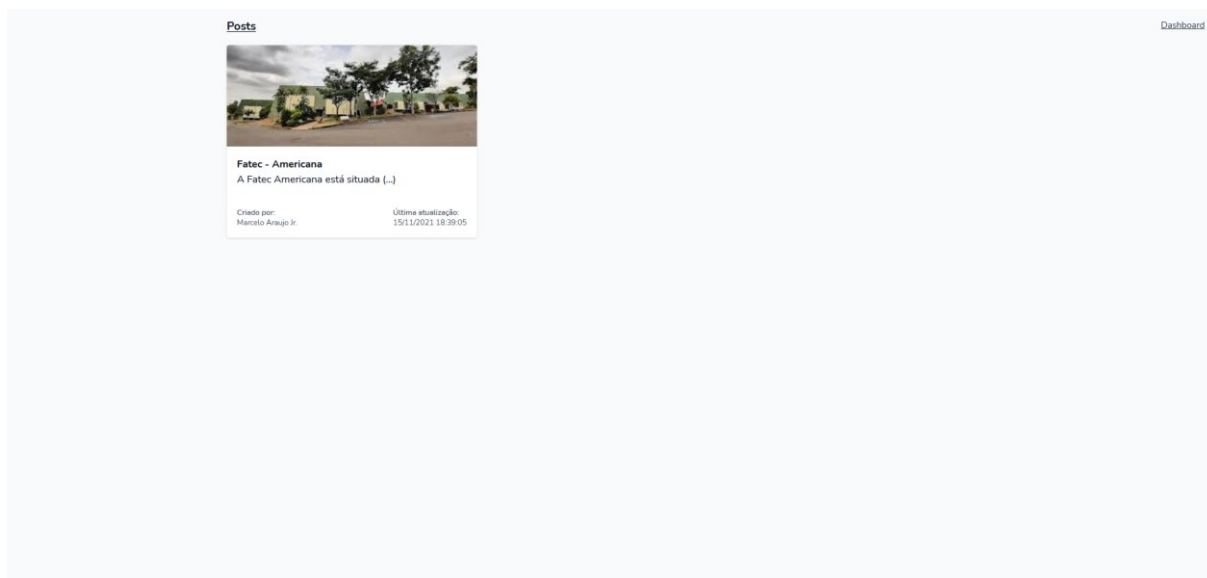 Posts
Dashboard
Fatec - Americana
A Fatec Americana está situada (...)
Criado por:
Última atualização:
Marcelo Araujo Jr.
15/11/2021 18:39:05